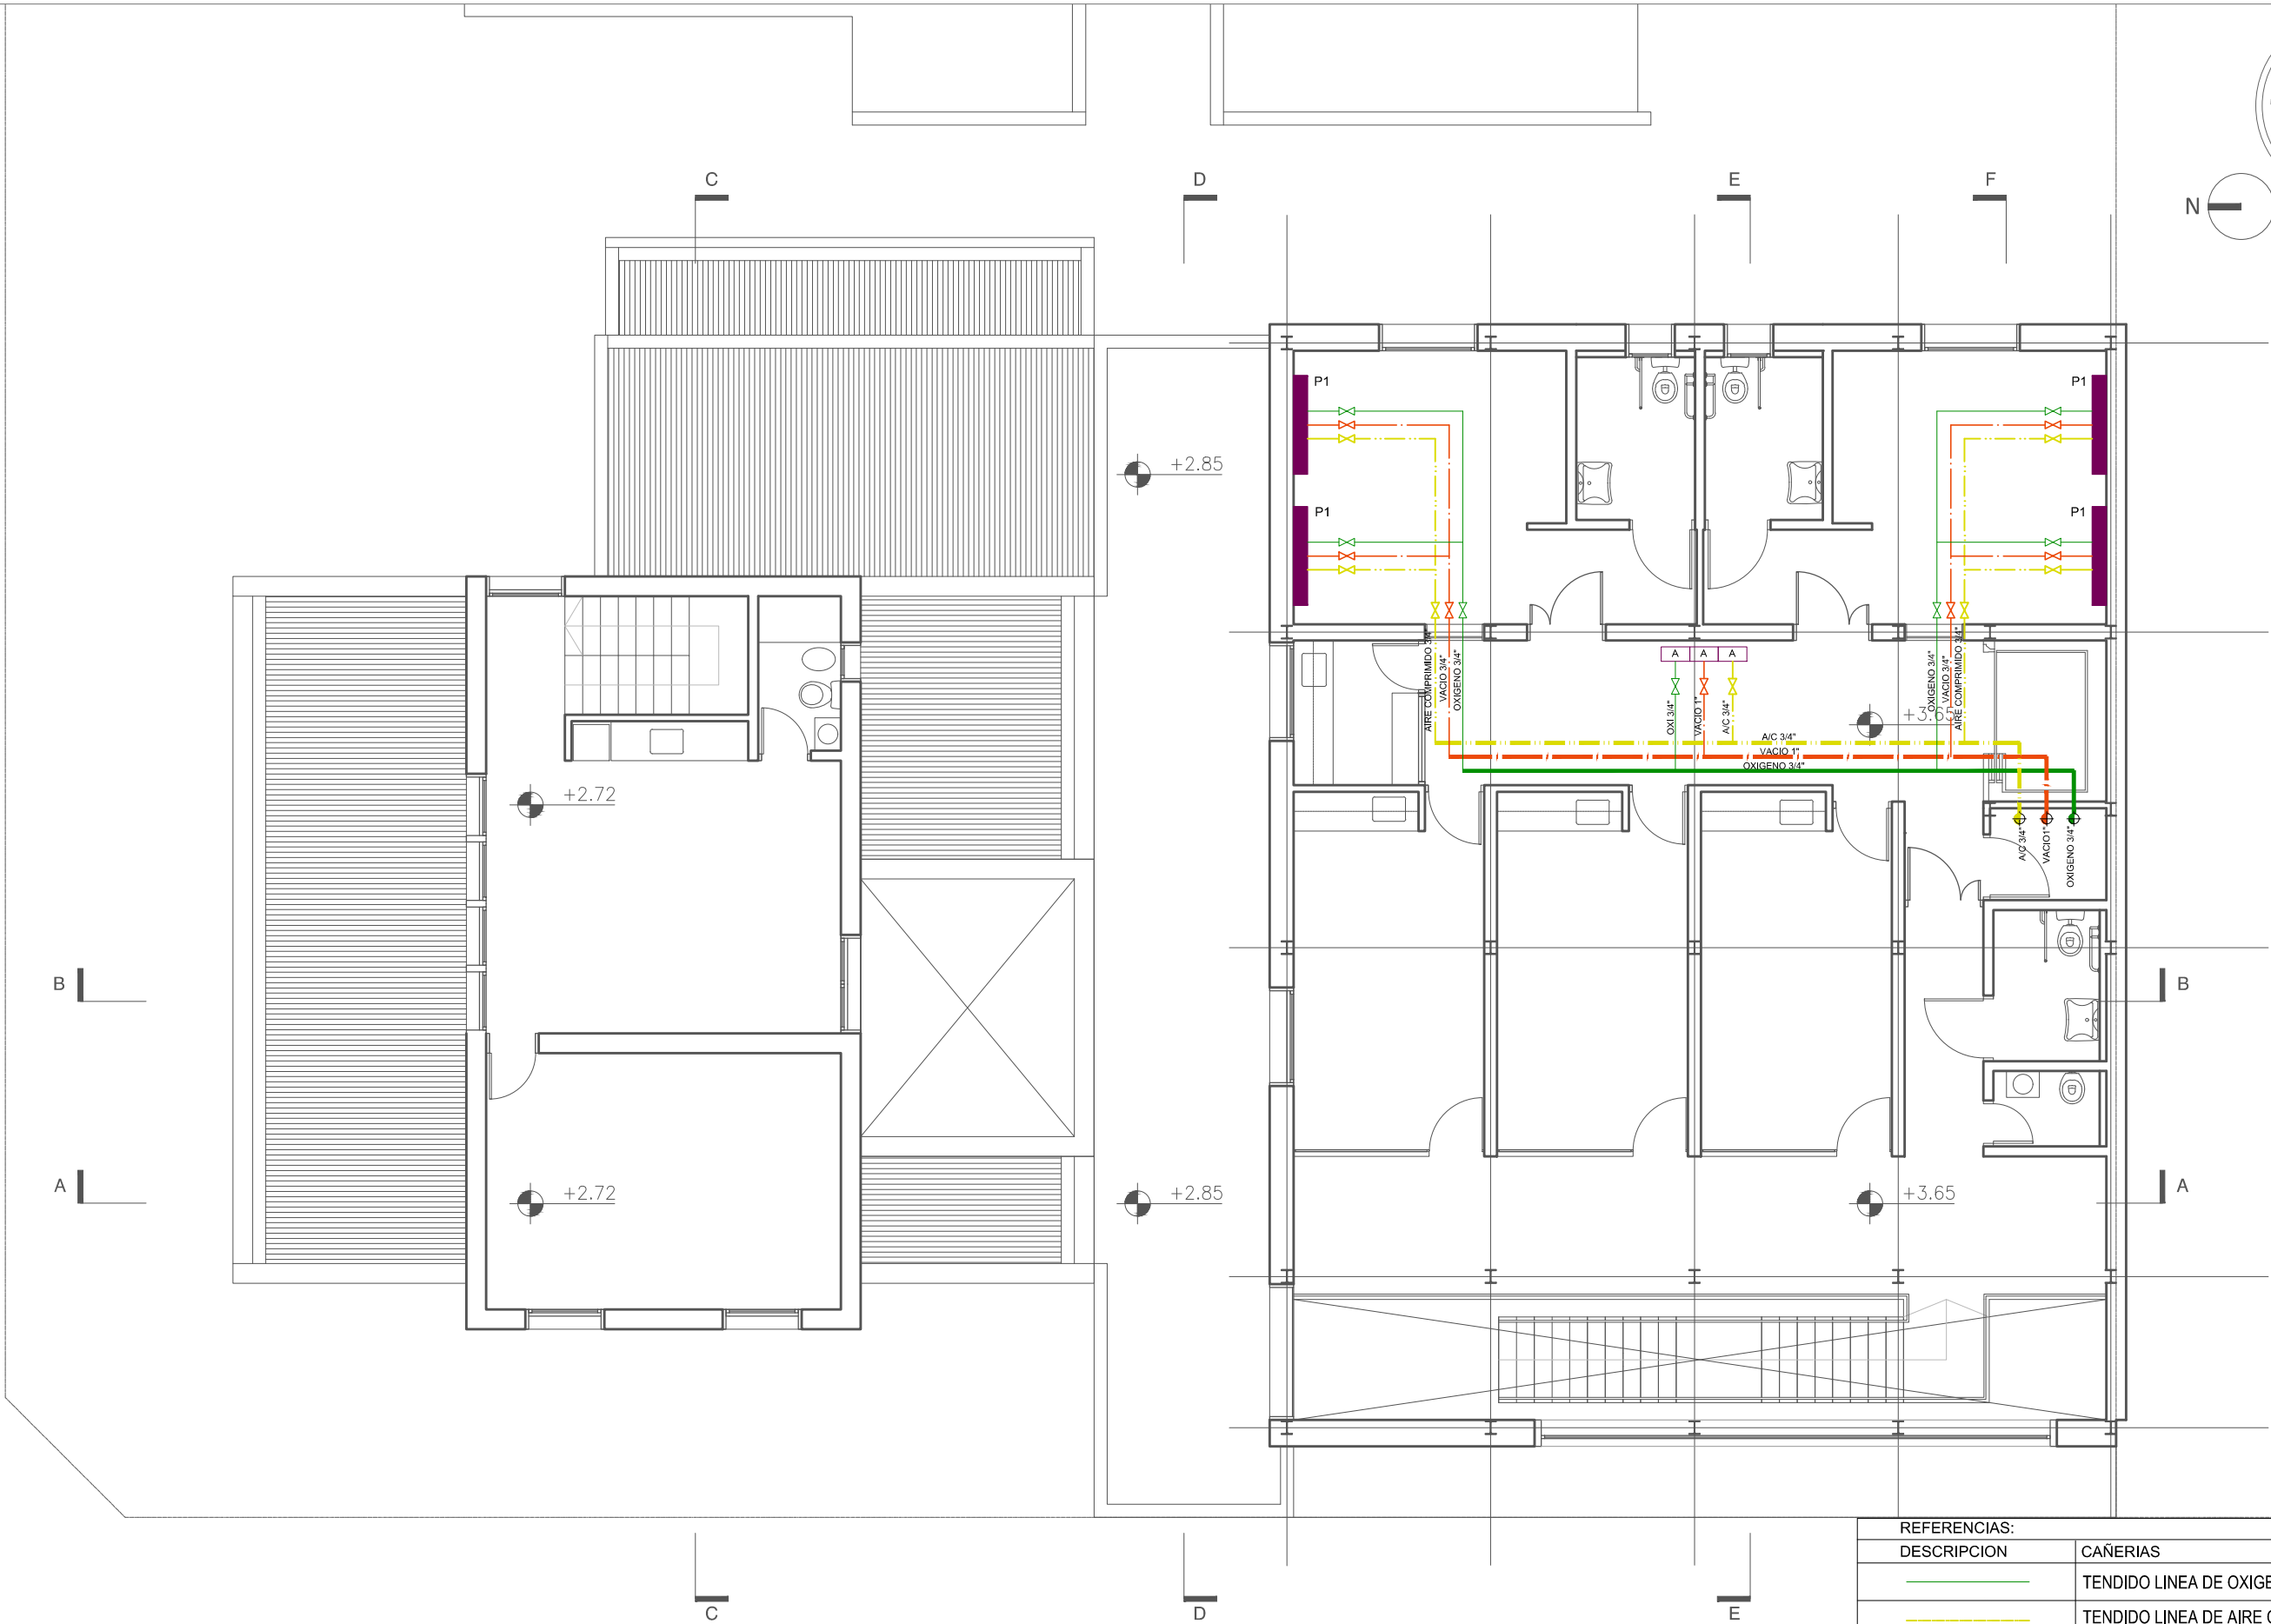 C
D
E
F
N
P1
P1
+2.85
P1
P1
AIRE COMPRIMIDO 3/4"
VACIO 3/4"
OXIGENO 3/4"
A A A
OXI 3/4"
VACIO 1"
A/C 3/4"
OXIGENO 3/4"
VACIO 3/4"
AIRE COMPRIMIDO 3/4"
A/C 3/4"
VACIO 1"
OXIGENO 3/4"
+2.72
A/C 3/4"
VACIO1"
OXIGENO 3/4"
B
B
A
+2.72
+2.85
+3.65
A
REFERENCIAS:
DESCRIPCION CAÑERIAS
TENDIDO LINEA DE
TENDIDO LINEA DE AIRE
C
D
E